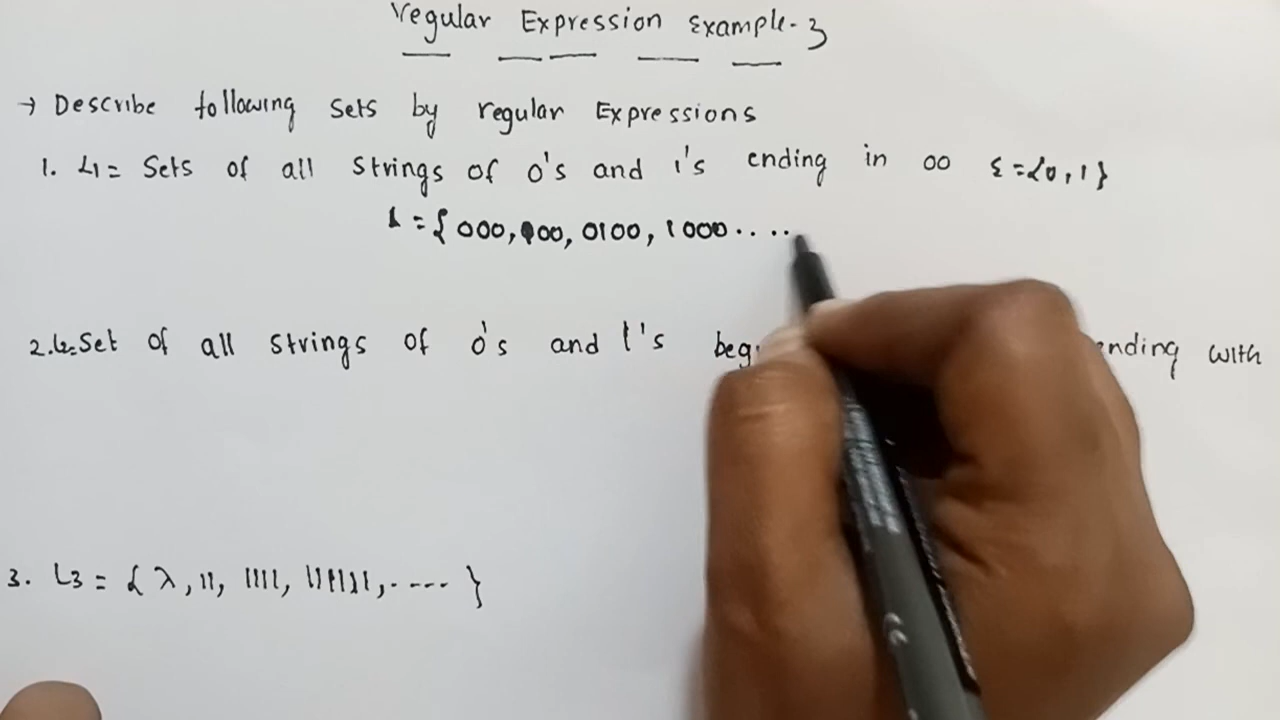 regular Expression Example-3
→ Describe following sets by regular Expressions
1. L1 = Sets of all strings of 0's and 1's ending in 00 Σ = {0,1}
L = { 000, 100, 0100, 1000 ....
2. L2=Set of all strings of 0's and 1's ending with
3. L3 = { λ, 11, 1111, 111111, ..... }